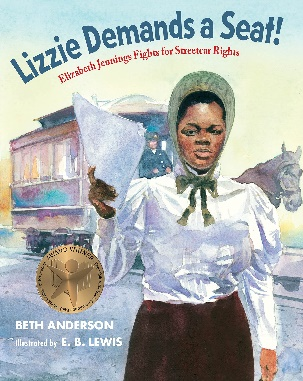 Lizzie Demands a Seat!
Elizabeth Jennings Fights for Streetcar Rights
BETH ANDERSON
illustrated by E. B. LEWIS